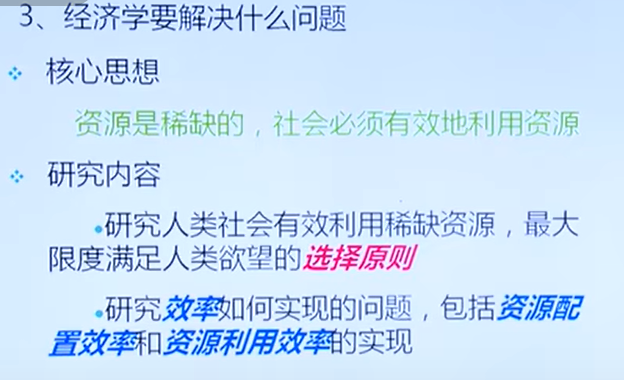 3、经济学要解决什么问题
核心思想
资源是稀缺的，社会必须有效地利用资源
研究内容
•研究人类社会有效利用稀缺资源，最大
限度满足人类欲望的选择原则
•研究效率如何实现的问题，包括资源配
置效率和资源利用效率的实现